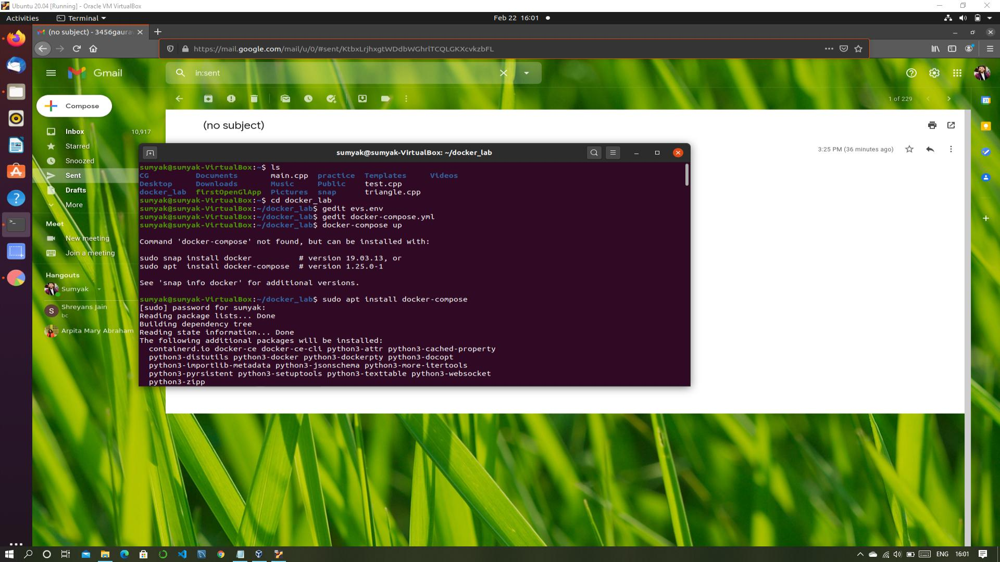 Ubuntu 20.04 [Running] - Oracle VM VirtualBox
Activities
Terminal
Feb 22 16:01
(no subject) - 3456gaura
https://mail.google.com/mail/u/0/#sent/KtbxLrjhxgtWDdbWGhrlTCQLGKXcvkzbFL
Gmail
in:sent
Compose
1 of 229
31
Inbox 10,917
Starred
Snoozed
Sent
Drafts
More
Meet
New meeting
Join a meeting
Hangouts
Sumyak
S
Shreyans Jain
bc
Arpita Mary Abraham
(no subject)
3:25 PM (36 minutes ago)
sumyak@sumyak-VirtualBox: ~/docker_lab
sumyak@sumyak-VirtualBox:~$ ls
CG Documents main.cpp practice Templates Videos
Desktop Downloads Music Public test.cpp
docker_lab firstOpenGlApp Pictures snap triangle.cpp
sumyak@sumyak-VirtualBox:~$ cd docker_lab
sumyak@sumyak-VirtualBox:~/docker_lab$ gedit evs.env
sumyak@sumyak-VirtualBox:~/docker_lab$ gedit docker-compose.yml
sumyak@sumyak-VirtualBox:~/docker_lab$ docker-compose up
Command 'docker-compose' not found, but can be installed with:
sudo snap install docker # version 19.03.13, or
sudo apt install docker-compose # version 1.25.0-1
See 'snap info docker' for additional versions.
sumyak@sumyak-VirtualBox:~/docker_lab$ sudo apt install docker-compose
[sudo] password for sumyak:
Reading package lists... Done
Building dependency tree
Reading state information... Done
The following additional packages will be installed:
containerd.io docker-ce docker-ce-cli python3-attr python3-cached-property
python3-distutils python3-docker python3-dockerpty python3-docopt
python3-importlib-metadata python3-jsonschema python3-more-itertools
python3-pyrsistent python3-setuptools python3-texttable python3-websocket
python3-zipp
ENG
16:01